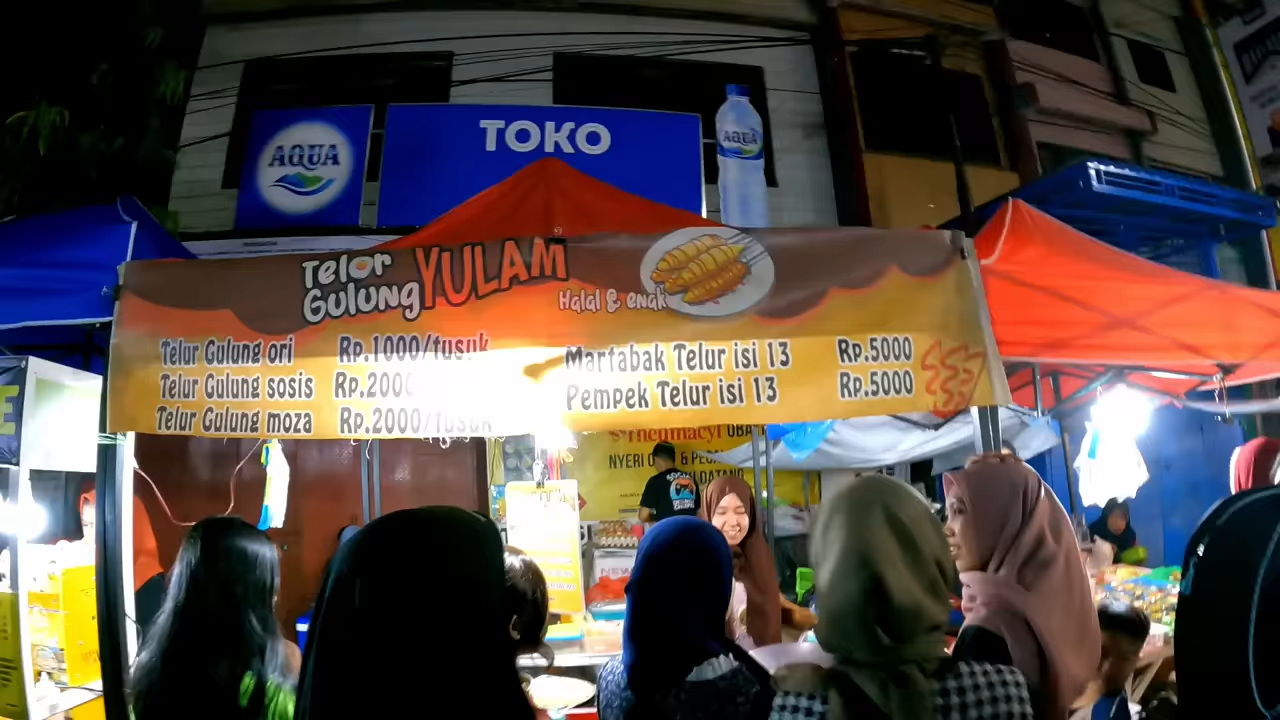 AQUA
TOKO
AQUA
Telor
Gulung
YULAM
Halal & enak
Telur Gulung ori Rp.1000/tusuk
Telur Gulung sosis Rp.2000
Telur Gulung moza Rp.2000/tusuk
Martabak Telur isi 13 Rp.5000
Pempek Telur isi 13 Rp.5000
NYERI
NEW